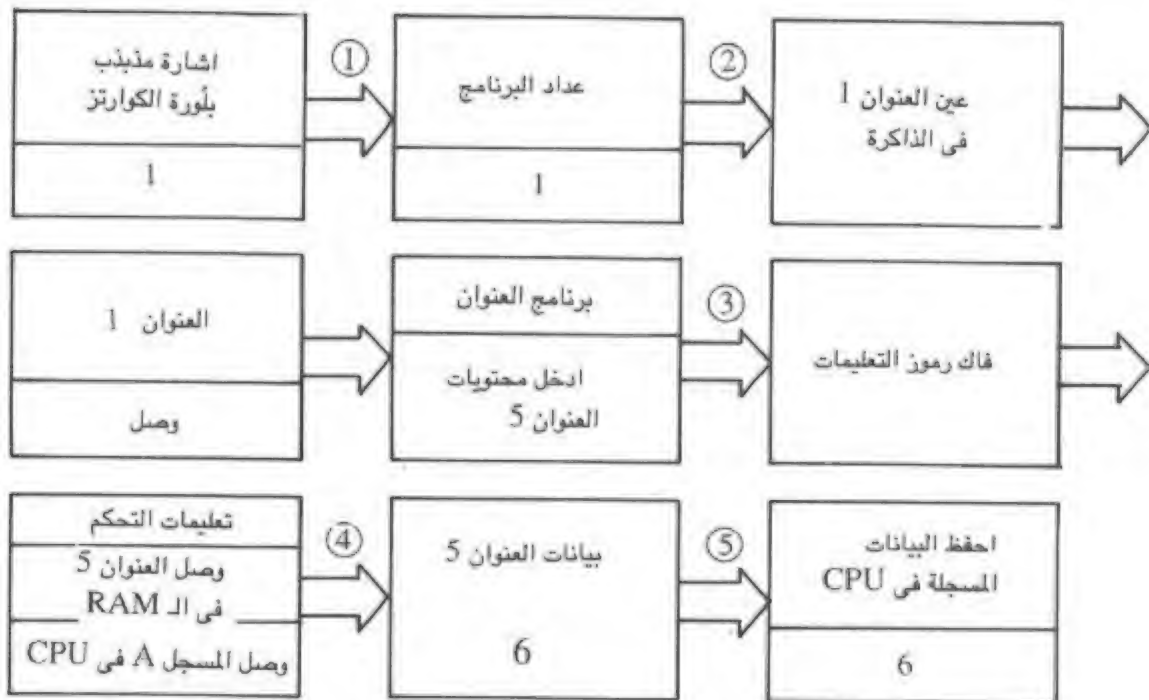 اشارة مذبذب
بلّورة الكوارتز
1
①
عداد البرنامج
1
②
عين العنوان 1
فى الذاكرة
العنوان 1
وصل
برنامج العنوان
ادخل محتويات
العنوان 5
③
فاك رموز التعليمات
تعليمات التحكم
وصل العنوان 5
فى الـ RAM
وصل المسجل A فى CPU
④
بيانات العنوان 5
6
⑤
احفظ البيانات
المسجلة فى CPU
6